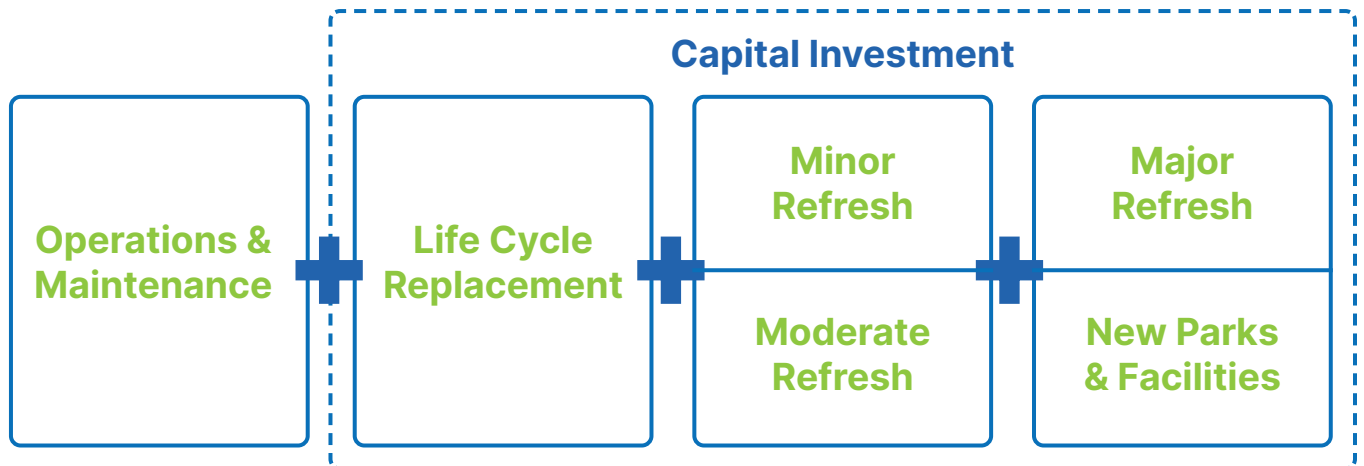 Capital Investment
Operations &
Maintenance
Life Cycle
Replacement
Minor
Refresh
Moderate
Refresh
Major
Refresh
New Parks
& Facilities